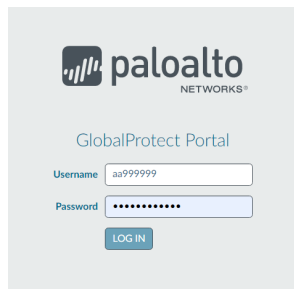 paloalto
NETWORKS®
GlobalProtect Portal
Username aa999999
Password ••••••••••••
LOG IN